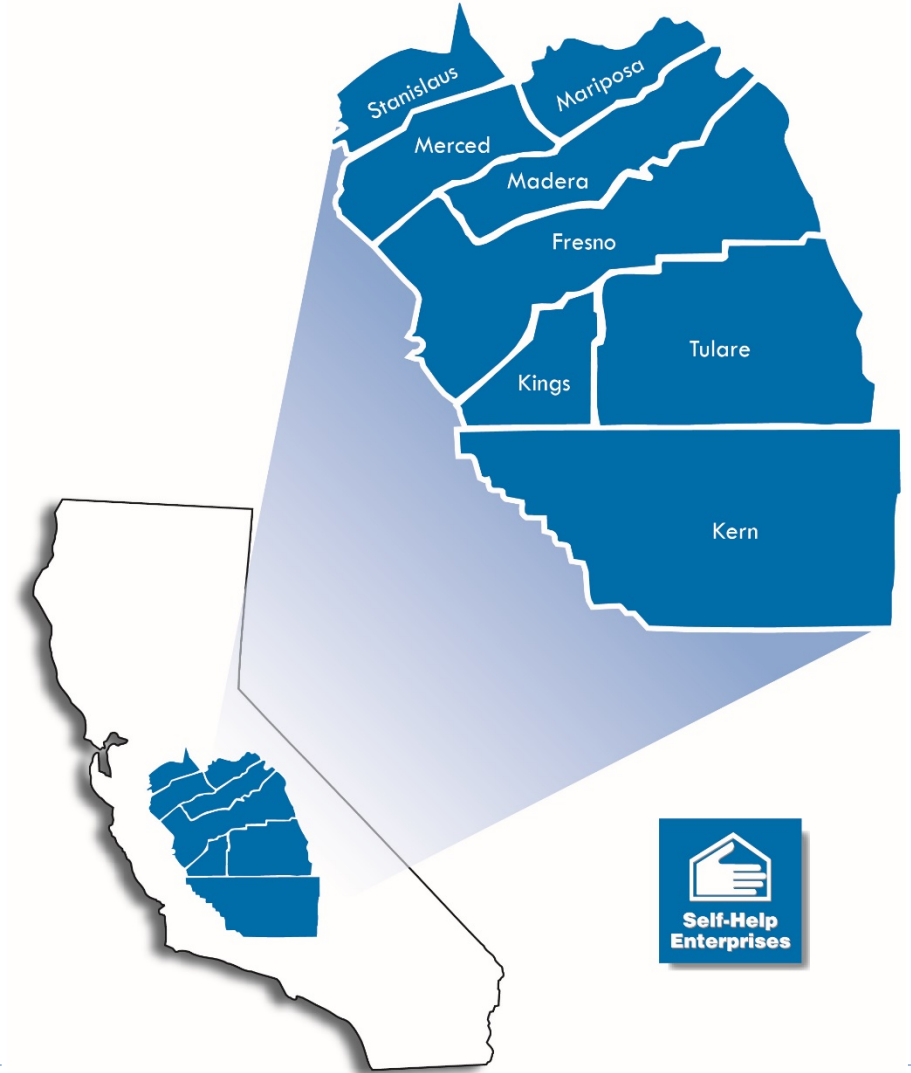 Stanislaus
Mariposa
Merced
Madera
Fresno
Tulare
Kings
Kern
Self-Help
Enterprises